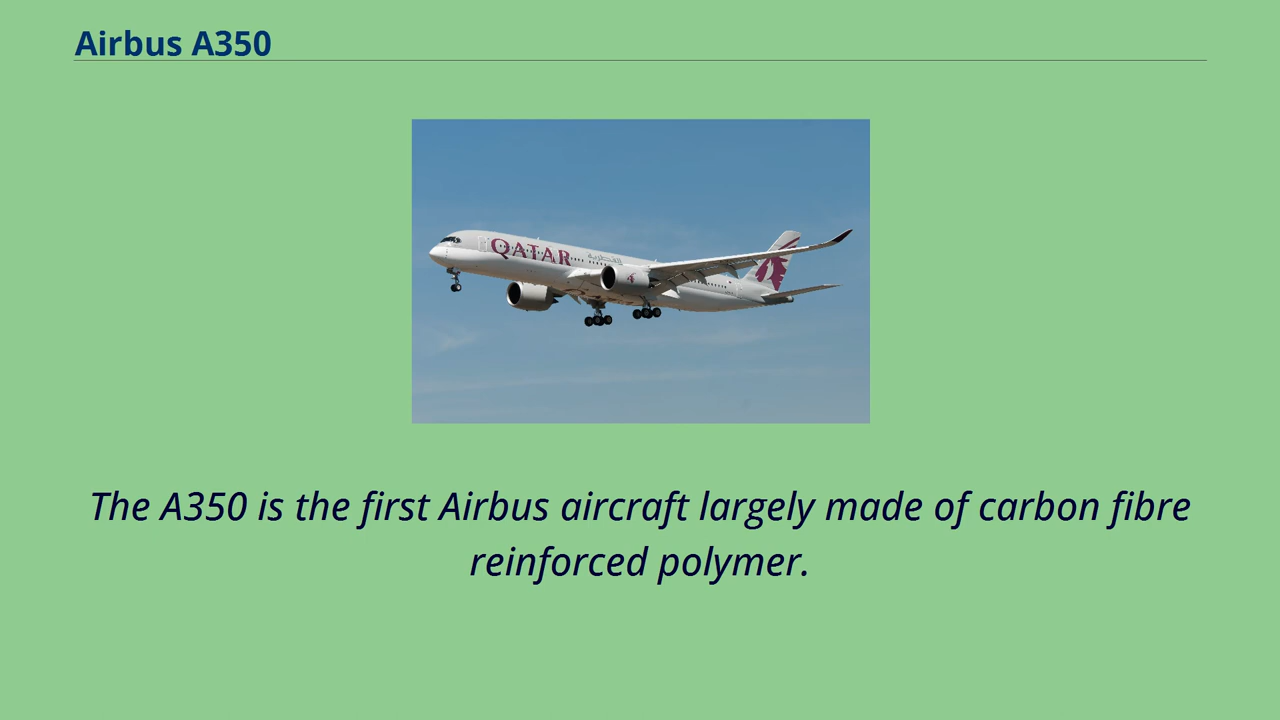 Airbus A350
QATAR
The A350 is the first Airbus aircraft largely made of carbon fibre
reinforced polymer.